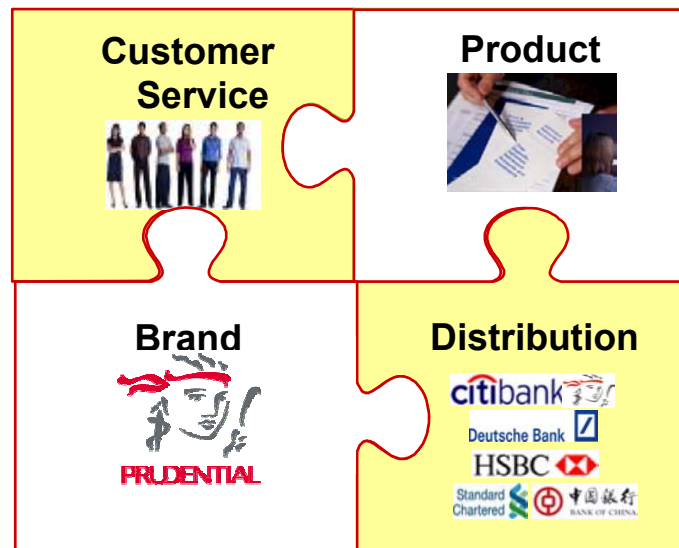 Customer
Service
Product
Brand
PRUDENTIAL
Distribution
citibank
Deutsche Bank
HSBC
Standard
Chartered
中国银行
BANK OF CHINA